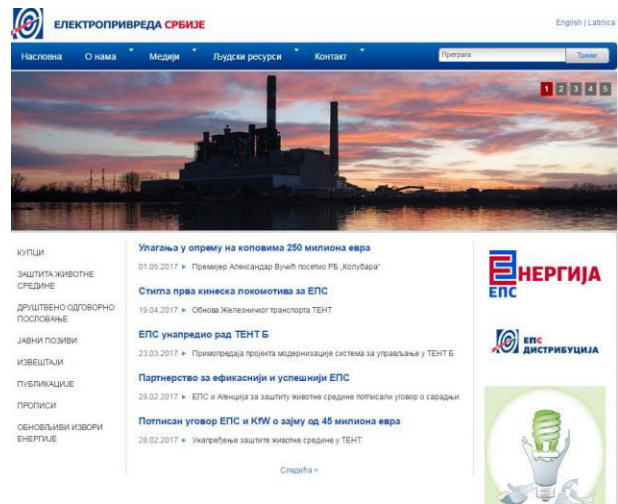 ЕЛЕКТРОПРИВРЕДА СРБИЈЕ
English | Latinica
Насловна О нама Медији Људски ресурси Контакт Претрага Тражи
1 2 3 4 5
КУПЦИ
ЗАШТИТА ЖИВОТНЕ
СРЕДИНЕ
ДРУШТВЕНО ОДГОВОРНО
ПОСЛОВАЊЕ
ЈАВНИ ПОЗИВИ
ИЗВЕШТАЈИ
ПУБЛИКАЦИЈЕ
ПРОПИСИ
ОБНОВЉИВИ ИЗВОРИ
ЕНЕРГИЈЕ
Улагања у опрему на коповима 250 милиона евра
01.05.2017 ► Премијер Александар Вучић посетио РБ „Колубара“
Стигла прва кинеска локомотива за ЕПС
19.04.2017 ► Обнова Железничког транспорта ТЕНТ
ЕПС унапредио рад ТЕНТ Б
23.03.2017 ► Примопредаја пројекта модернизације система за управљање у ТЕНТ Б
Партнерство за ефикаснији и успешнији ЕПС
28.02.2017 ► ЕПС и Агенција за заштиту животне средине потписали уговор о сарадњи
Потписан уговор ЕПС и KfW о зајму од 45 милиона евра
28.02.2017 ► Унапређење заштите животне средине у ТЕНТ
Следећа >
ЕНЕРГИЈА
ЕПС
ЕПС
ДИСТРИБУЦИЈА